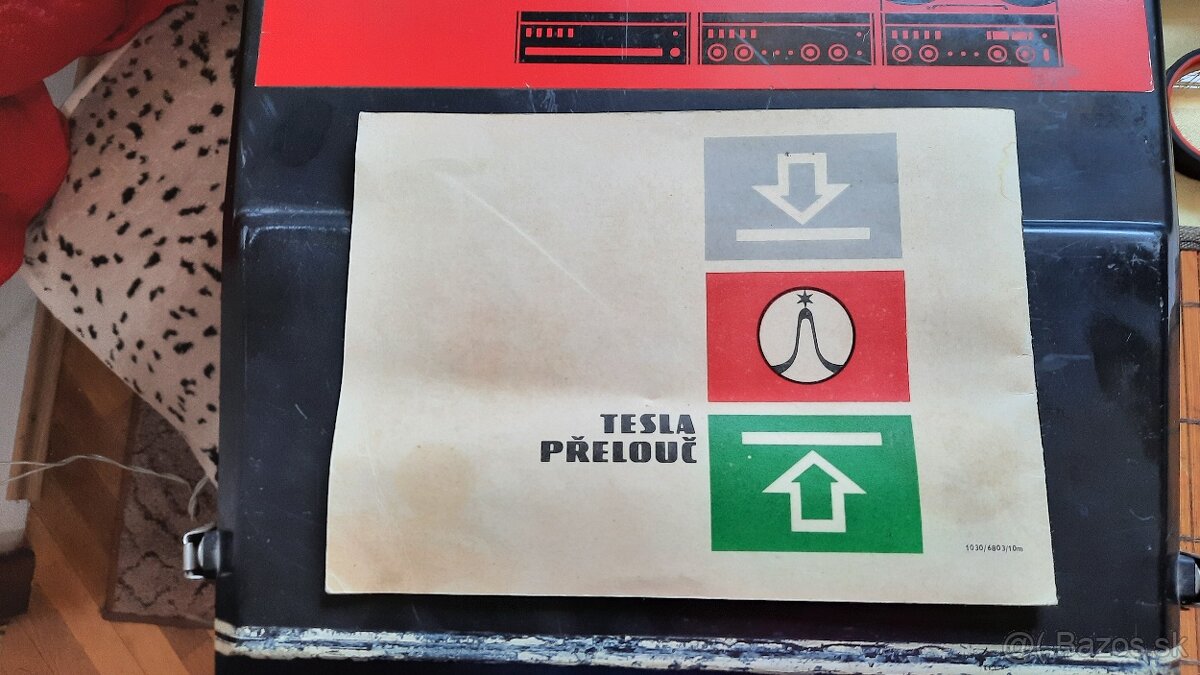 TESLA
PŘELOUČ
1030/6803/10m
@( Bazos.sk